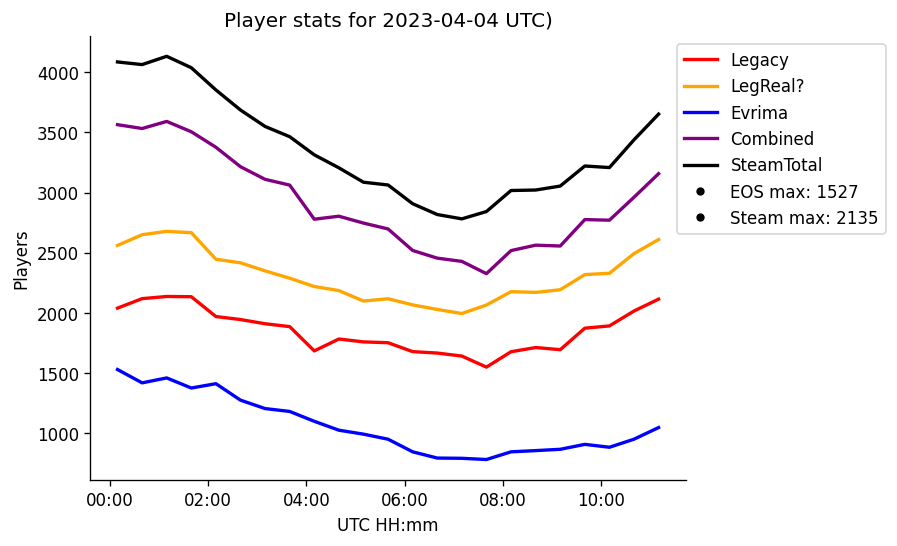 Player stats for 2023-04-04 UTC)
4000
3500
3000
2500
2000
1500
1000
Players
00:00 02:00 04:00 06:00 08:00 10:00
UTC HH:mm
Legacy
LegReal?
Evrima
Combined
SteamTotal
EOS max: 1527
Steam max: 2135